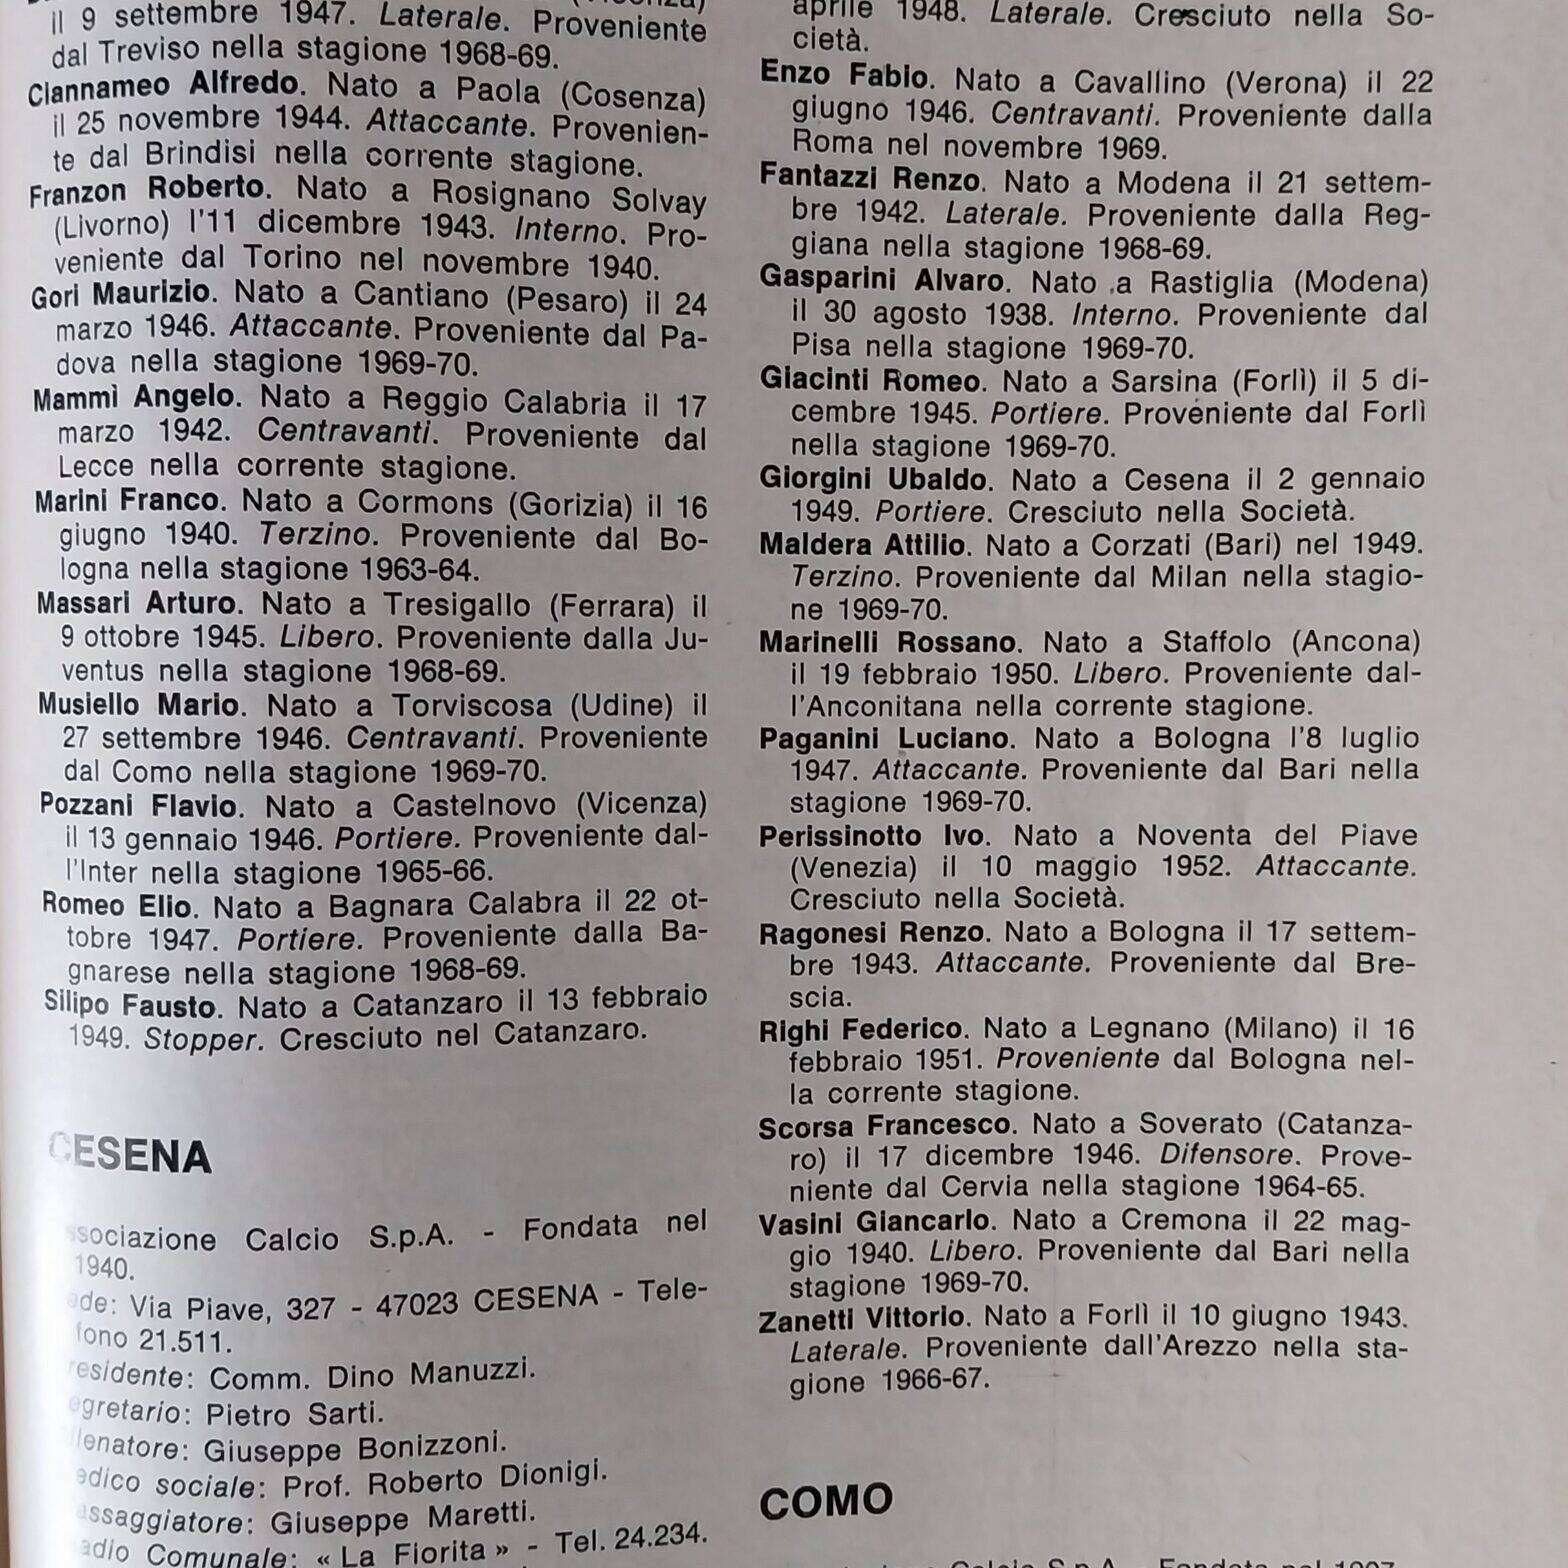 il 9 settembre 1947. Laterale. Proveniente
dal Treviso nella stagione 1968-69.
Ciannameo Alfredo. Nato a Paola (Cosenza)
il 25 novembre 1944. Attaccante. Provenien-
te dal Brindisi nella corrente stagione.
Franzon Roberto. Nato a Rosignano Solvay
(Livorno) l'11 dicembre 1943. Interno. Pro-
veniente dal Torino nel novembre 1940.
Gori Maurizio. Nato a Cantiano (Pesaro) il 24
marzo 1946. Attaccante. Proveniente dal Pa-
dova nella stagione 1969-70.
Mammì Angelo. Nato a Reggio Calabria il 17
marzo 1942. Centravanti. Proveniente dal
Lecce nella corrente stagione.
Marini Franco. Nato a Cormons (Gorizia) il 16
giugno 1940. Terzino. Proveniente dal Bo-
logna nella stagione 1963-64.
Massari Arturo. Nato a Tresigallo (Ferrara) il
9 ottobre 1945. Libero. Proveniente dalla Ju-
ventus nella stagione 1968-69.
Musiello Mario. Nato a Torviscosa (Udine) il
27 settembre 1946. Centravanti. Proveniente
dal Como nella stagione 1969-70.
Pozzani Flavio. Nato a Castelnovo (Vicenza)
il 13 gennaio 1946. Portiere. Proveniente dal-
l'Inter nella stagione 1965-66.
Romeo Elio. Nato a Bagnara Calabra il 22 ot-
tobre 1947. Portiere. Proveniente dalla Ba-
gnarese nella stagione 1968-69.
Silipo Fausto. Nato a Catanzaro il 13 febbraio
1949. Stopper. Cresciuto nel Catanzaro.
CESENA
ssociazione Calcio S.p.A. - Fondata nel
1940.
de: Via Piave, 327 - 47023 CESENA - Tele-
fono 21.511.
residente: Comm. Dino Manuzzi.
egretario: Pietro Sarti.
lenatore: Giuseppe Bonizzoni.
edico sociale: Prof. Roberto Dionigi.
assaggiatore: Giuseppe Maretti.
adio Comunale: « La Fiorita » - Tel. 24.234.
aprile 1948. Laterale. Cresciuto nella So-
cietà.
Enzo Fabio. Nato a Cavallino (Verona) il 22
giugno 1946. Centravanti. Proveniente dalla
Roma nel novembre 1969.
Fantazzi Renzo. Nato a Modena il 21 settem-
bre 1942. Laterale. Proveniente dalla Reg-
giana nella stagione 1968-69.
Gasparini Alvaro. Nato a Rastiglia (Modena)
il 30 agosto 1938. Interno. Proveniente dal
Pisa nella stagione 1969-70.
Giacinti Romeo. Nato a Sarsina (Forlì) il 5 di-
cembre 1945. Portiere. Proveniente dal Forlì
nella stagione 1969-70.
Giorgini Ubaldo. Nato a Cesena il 2 gennaio
1949. Portiere. Cresciuto nella Società.
Maldera Attilio. Nato a Corzati (Bari) nel 1949.
Terzino. Proveniente dal Milan nella stagio-
ne 1969-70.
Marinelli Rossano. Nato a Staffolo (Ancona)
il 19 febbraio 1950. Libero. Proveniente dal-
l'Anconitana nella corrente stagione.
Paganini Luciano. Nato a Bologna l'8 luglio
1947. Attaccante. Proveniente dal Bari nella
stagione 1969-70.
Perissinotto Ivo. Nato a Noventa del Piave
(Venezia) il 10 maggio 1952. Attaccante.
Cresciuto nella Società.
Ragonesi Renzo. Nato a Bologna il 17 settem-
bre 1943. Attaccante. Proveniente dal Bre-
scia.
Righi Federico. Nato a Legnano (Milano) il 16
febbraio 1951. Proveniente dal Bologna nel-
la corrente stagione.
Scorsa Francesco. Nato a Soverato (Catanza-
ro) il 17 dicembre 1946. Difensore. Prove-
niente dal Cervia nella stagione 1964-65.
Vasini Giancarlo. Nato a Cremona il 22 mag-
gio 1940. Libero. Proveniente dal Bari nella
stagione 1969-70.
Zanetti Vittorio. Nato a Forlì il 10 giugno 1943.
Laterale. Proveniente dall'Arezzo nella sta-
gione 1966-67.
COMO